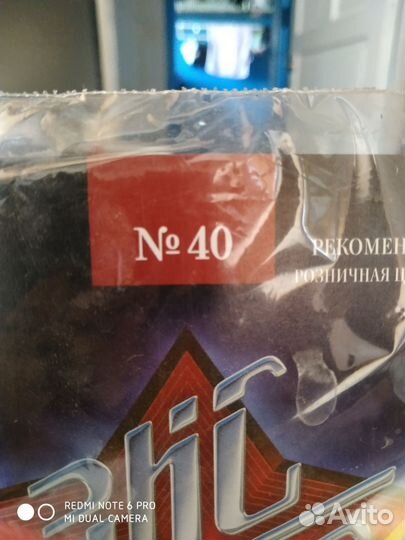 № 40
РЕКОМЕН
РОЗНИЧНАЯ Ц
REDMI NOTE 6 PRO
MI DUAL CAMERA
Avito